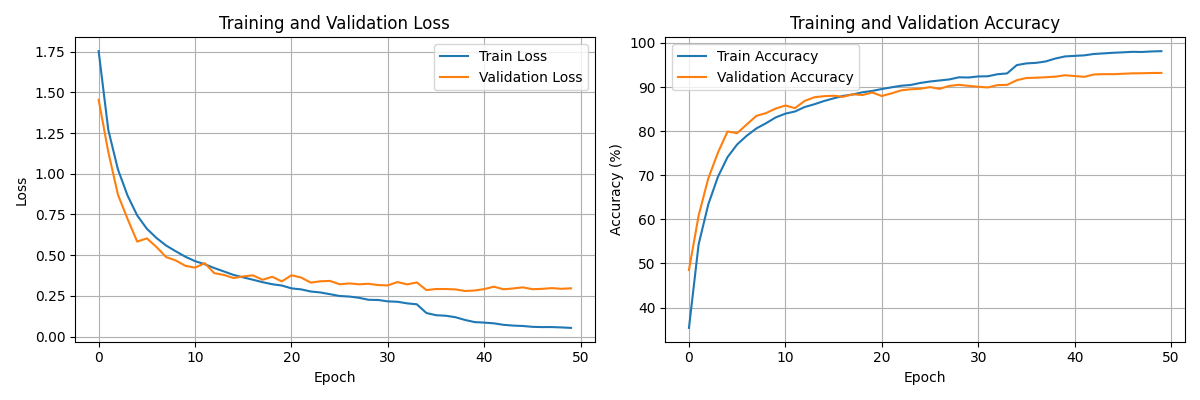 Training and Validation Loss
1.75
1.50
1.25
1.00
0.75
0.50
0.25
0.00
Loss
Train Loss
Validation Loss
0 10 20 30 40 50
Epoch
Training and Validation Accuracy
100
90
80
70
60
50
40
Accuracy (%)
Train Accuracy
Validation Accuracy
0 10 20 30 40 50
Epoch